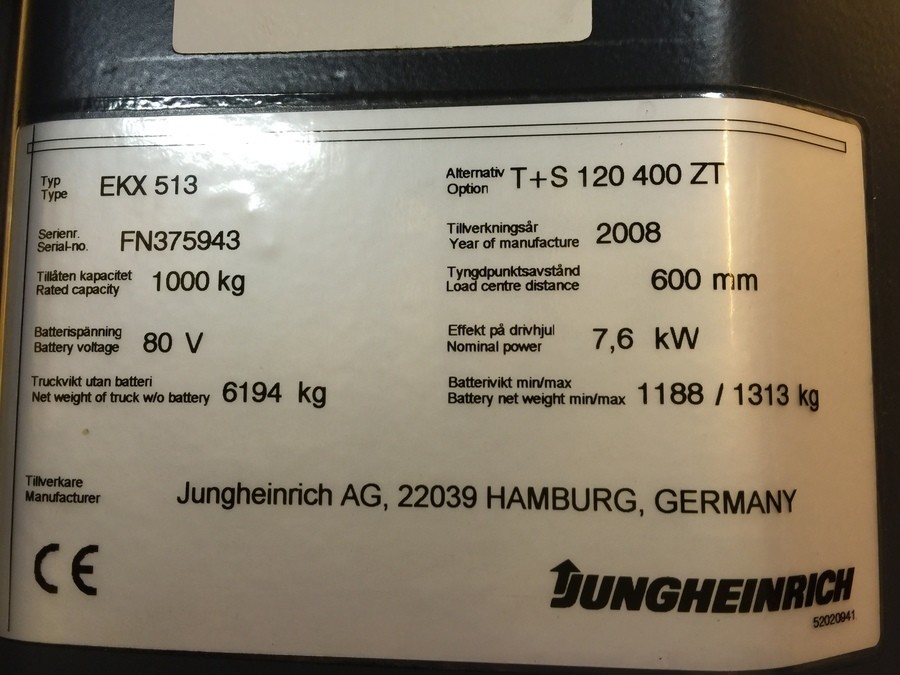 Typ
Type
EKX 513
Alternativ
Option
T+S 120 400 ZT
Serienr.
Serial-no.
FN375943
Tillverkningsår
Year of manufacture
2008
Tillåten kapacitet
Rated capacity
1000 kg
Tyngdpunktsavstånd
Load centre distance
600 mm
Batterispänning
Battery voltage
80 V
Effekt på drivhjul
Nominal power
7,6 kW
Truckvikt utan batteri
Net weight of truck w/o battery
6194 kg
Batterivikt min/max
Battery net weight min/max
1188 / 1313 kg
Tillverkare
Manufacturer
Jungheinrich AG, 22039 HAMBURG, GERMANY
CE
JUNGHEINRICH
52020941